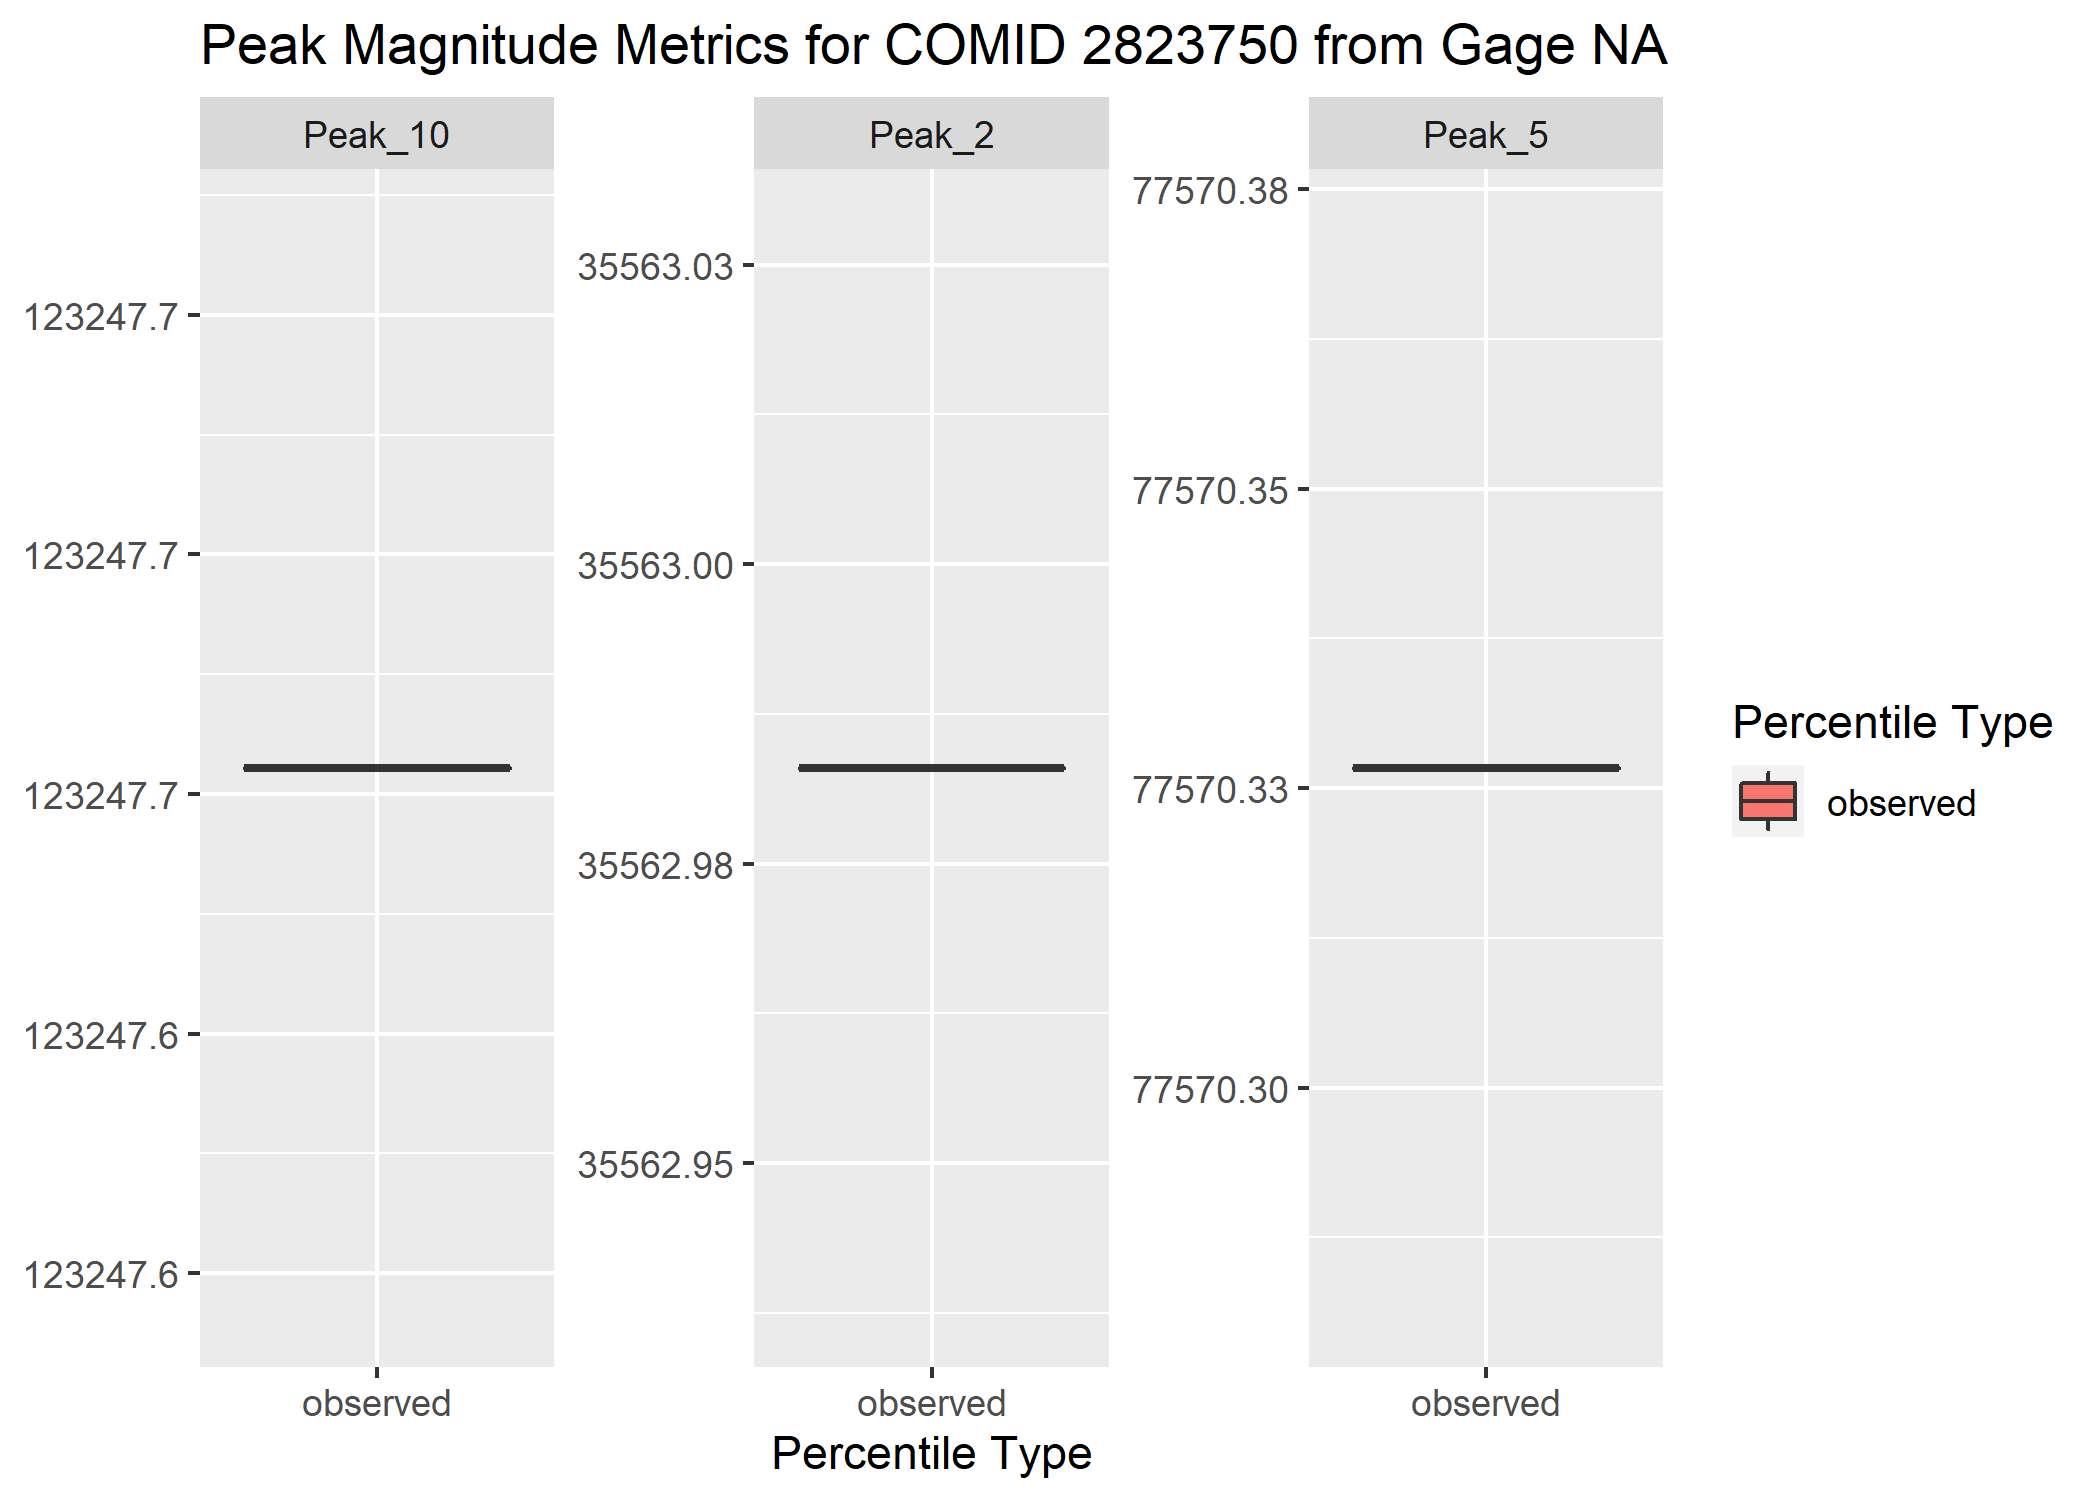 Peak Magnitude Metrics for COMID 2823750 from Gage NA
Peak_10
Peak_2
Peak_5
123247.7
123247.7
123247.7
123247.6
123247.6
35563.03
35563.00
35562.98
35562.95
77570.38
77570.35
77570.33
77570.30
observed
observed
observed
Percentile Type
Percentile Type
observed